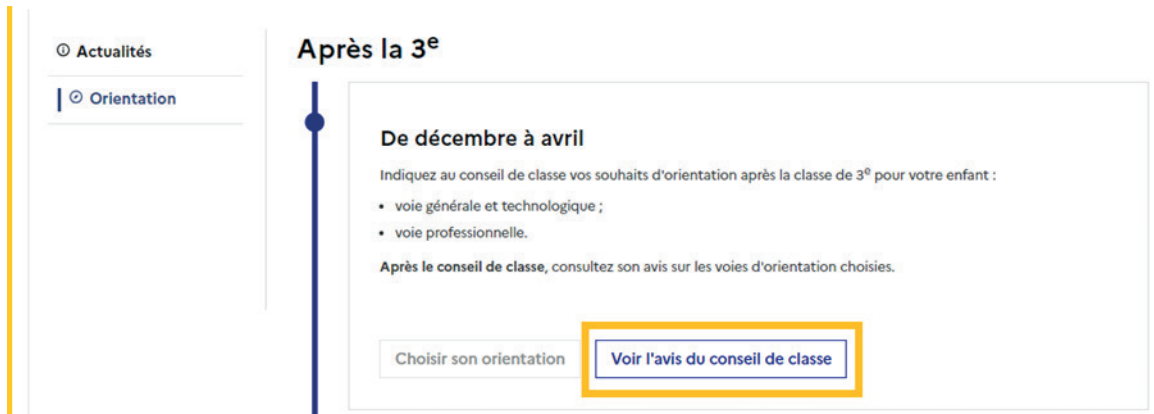 Actualités
Orientation
Après la 3e
De décembre à avril
Indiquez au conseil de classe vos souhaits d'orientation après la classe de 3e pour votre enfant :
• voie générale et technologique ;
• voie professionnelle.
Après le conseil de classe, consultez son avis sur les voies d'orientation choisies.
Choisir son orientation
Voir l'avis du conseil de classe